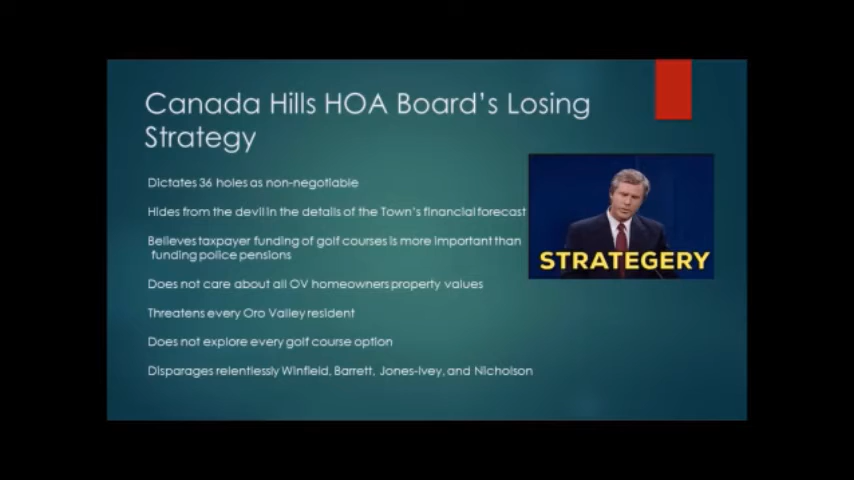 Canada Hills HOA Board's Losing
Strategy
Dictates 36 holes as non-negotiable
Hides from the devil in the details of the Town's financial forecast
Believes taxpayer funding of golf courses is more important than
funding police pensions
Does not care about all OV homeowners property values
Threatens every Oro Valley resident
Does not explore every golf course option
Disparages relentlessly Winfield, Barrett, Jones-Ivey, and Nicholson
STRATEGERY